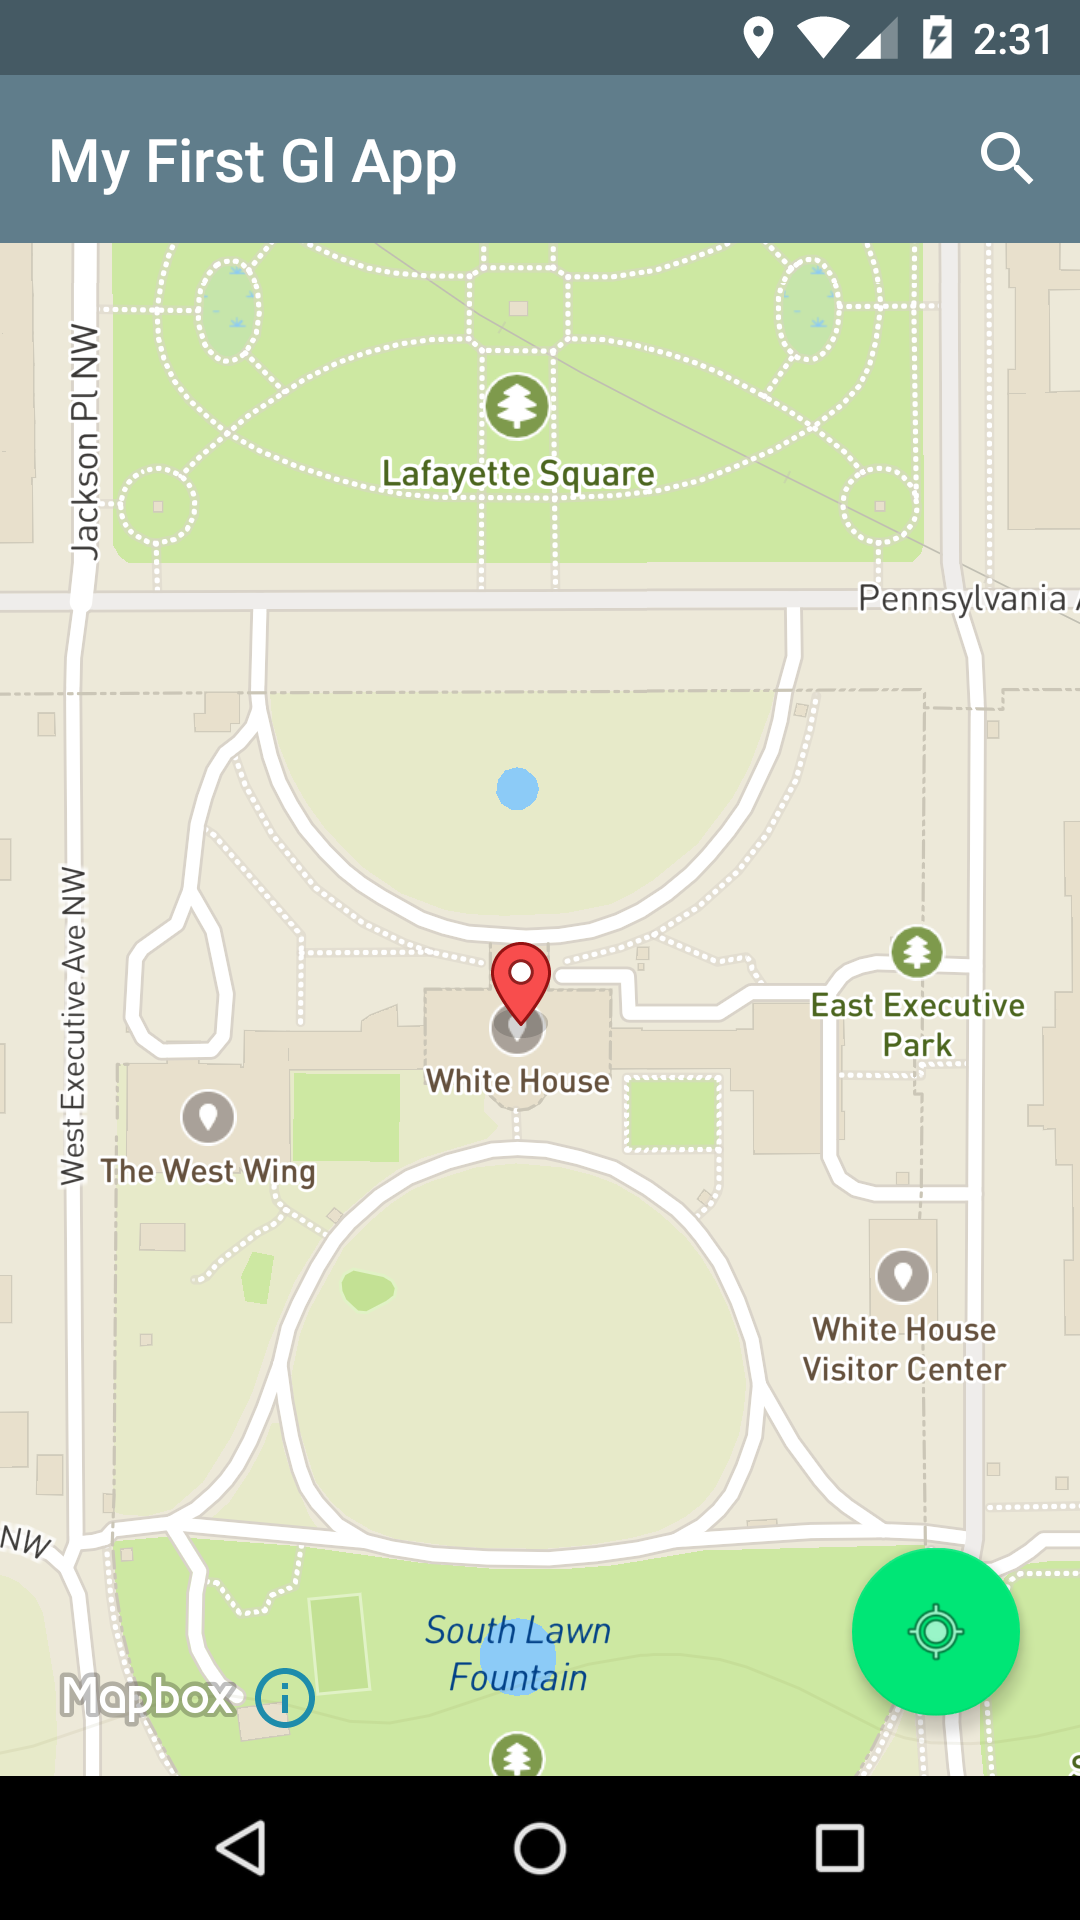 2:31
My First Gl App
Jackson Pl NW
Lafayette Square
Pennsylvania
West Executive Ave NW
East Executive
Park
White House
The West Wing
White House
Visitor Center
NW
South Lawn
Fountain
Mapbox